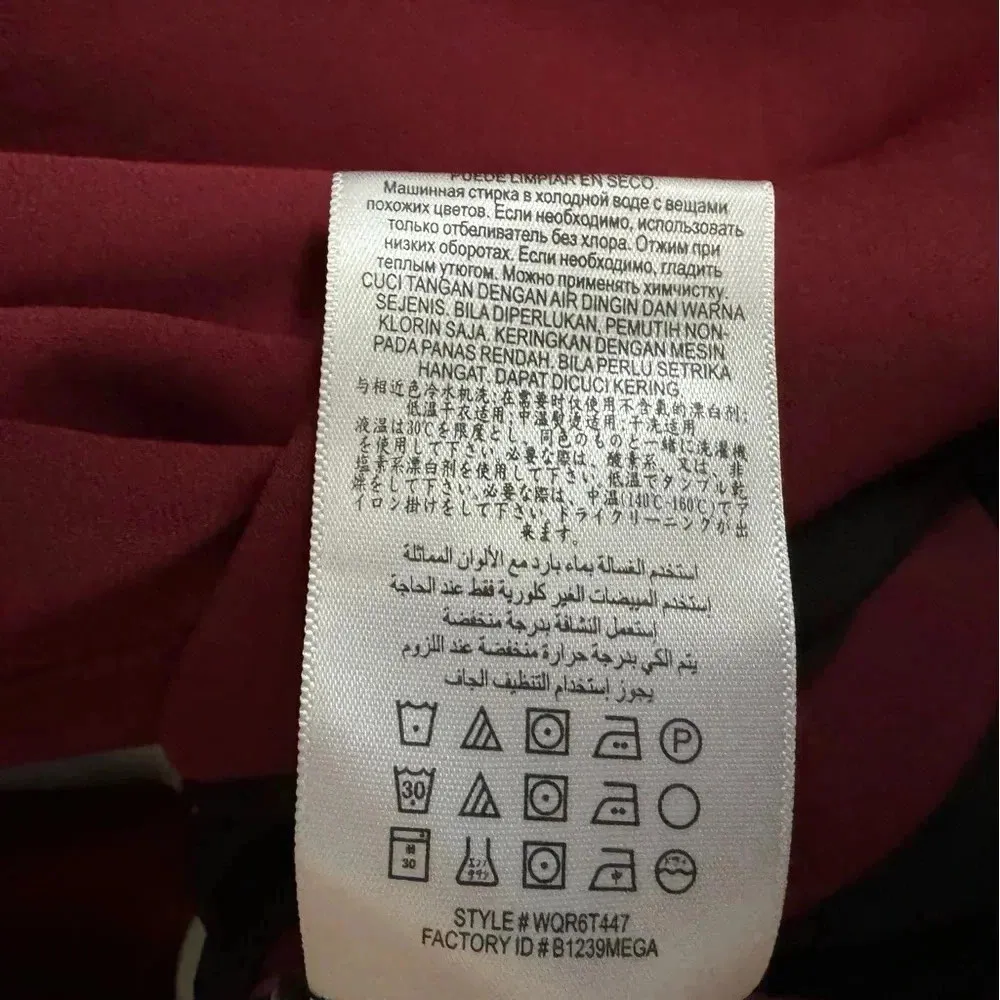 PUEDE LIMPIAR EN SECO.
Машинная стирка в холодной воде с вещами
похожих цветов. Если необходимо, использовать
только отбеливатель без хлора. Отжим при
низких оборотах. Если необходимо, гладить
теплым утюгом. Можно применять химчистку.
CUCI TANGAN DENGAN AIR DINGIN DAN WARNA
SEJENIS. BILA DIPERLUKAN, PEMUTIH NON-
KLORIN SAJA. KERINGKAN DENGAN MESIN
PADA PANAS RENDAH. BILA PERLU SETRIKA
HANGAT. DAPAT DICUCI KERING
与相近色冷水机洗;在需要时仅使用不含氯的漂白剂;
低温干衣适用;中温熨烫适用;干洗适用
液温は30℃を限度とし、同色のものと一緒に洗濯機
を使用して下さい。必要な際は、酸素系、又は、非
塩素系漂白剤を使用して下さい。低温でタンブル乾
燥をして下さい。必要な際は、中温(140℃-160℃)でア
イロン掛けをして下さい。ドライクリーニングが出
来ます。
استخدم الغسالة بماء بارد مع الألوان المماثلة
إستخدم المبيضات الغير كلورية فقط عند الحاجة
إستعمل النشافة بدرجة منخفضة
يتم الكي بدرجة حرارة منخفضة عند اللزوم
يجوز إستخدام التنظيف الجاف
P
30
30 中
STYLE # WQR6T447
FACTORY ID # B1239MEGA